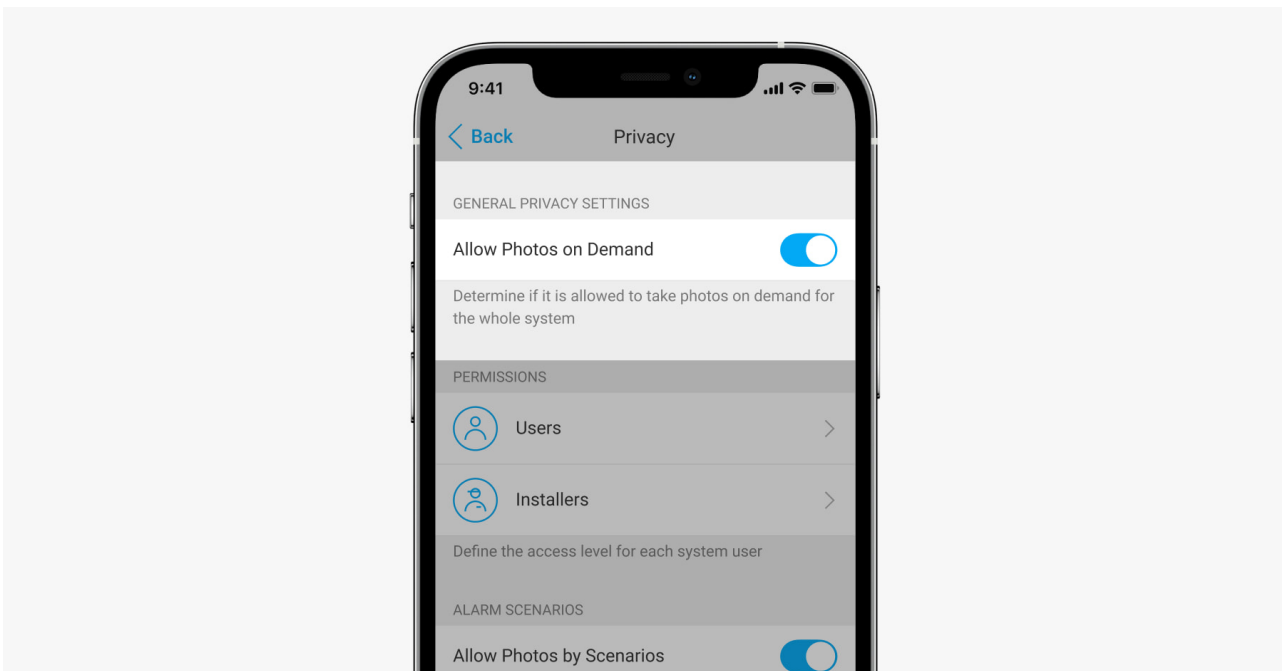 9:41
Back
Privacy
GENERAL PRIVACY SETTINGS
Allow Photos on Demand
Determine if it is allowed to take photos on demand for
the whole system
PERMISSIONS
Users
Installers
Define the access level for each system user
ALARM SCENARIOS
Allow Photos by Scenarios